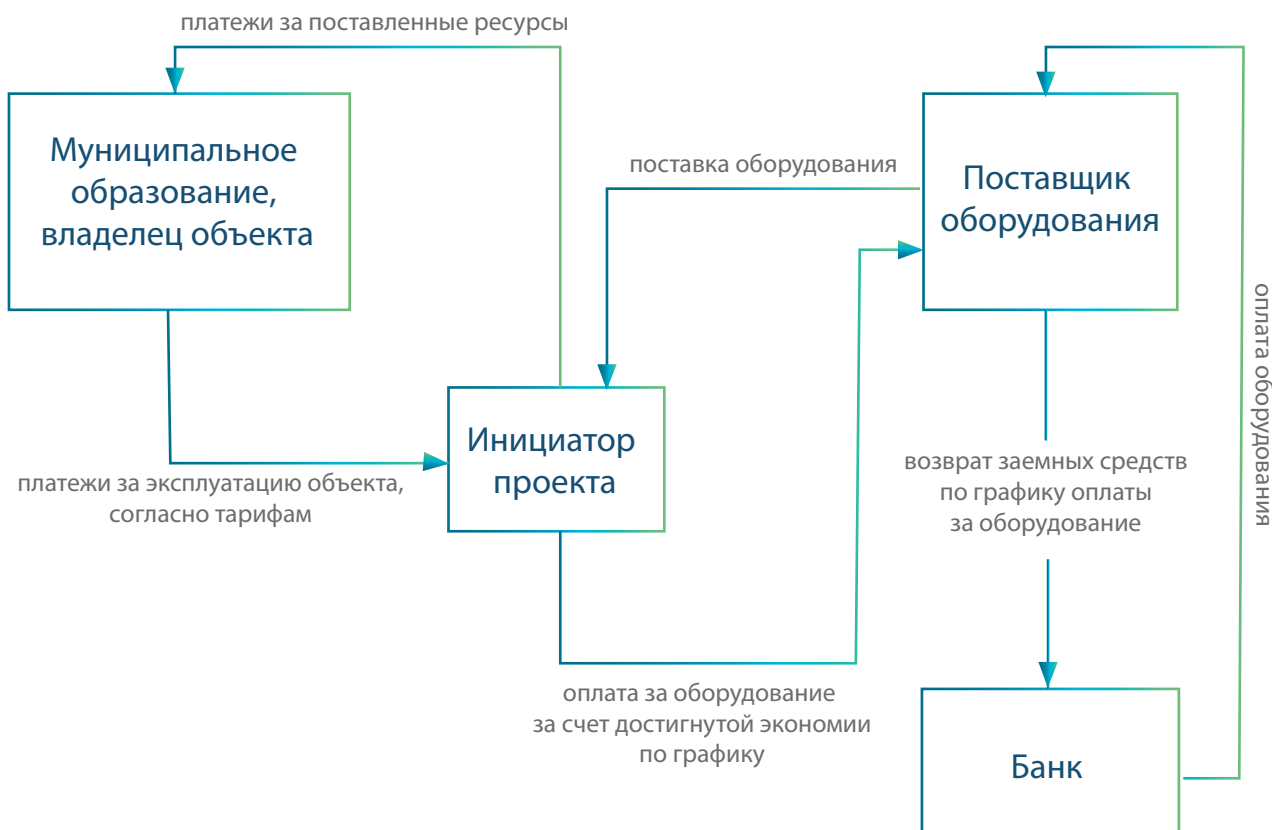 платежи за поставленные ресурсы
Муниципальное
образование,
владелец объекта
поставка оборудования
Поставщик
оборудования
оплата оборудования
Инициатор
проекта
платежи за эксплуатацию объекта,
согласно тарифам
возврат заемных средств
по графику оплаты
за оборудование
оплата за оборудование
за счет достигнутой экономии
по графику
Банк